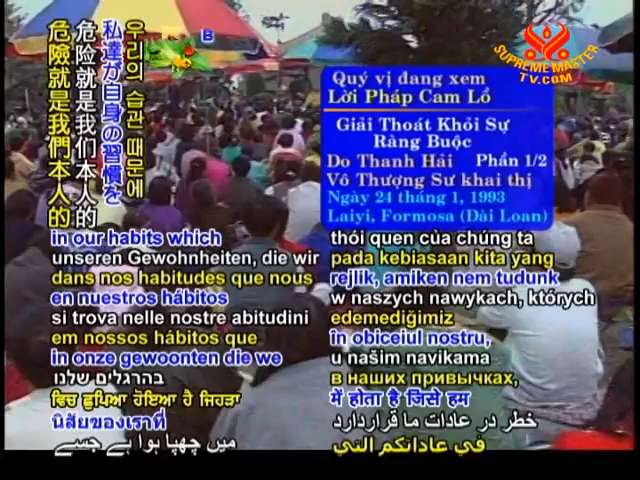 우리의 습관 때문에
私達が自身の習慣を
危险就是我们本人的
危險就是我們本人的
B
SUPREME MASTER
TV.COM
Quý vị đang xem
Lời Pháp Cam Lồ
Giải Thoát Khỏi Sự
Ràng Buộc
Do Thanh Hải Phần 1/2
Vô Thượng Sư khai thị
Ngày 24 tháng 1, 1993
Laiyi, Formosa (Đài Loan)
in our habits which
unseren Gewohnheiten, die wir
dans nos habitudes que nous
en nuestros hábitos
si trova nelle nostre abitudini
em nossos hábitos que
in onze gewoonten die we
בהרגלים שלנו
ਵਿਚ ਛੁਪਿਆ ਹੋਇਆ ਹੈ ਜਿਹੜਾ
นิสัยของเราที่
میں چھپا ہوا ہے جسے
thói quen của chúng ta
pada kebiasaan kita yang
rejlik, amiken nem tudunk
w naszych nawykach, których
edemediğimiz
în obiceiul nostru,
u našim navikama
в наших привычках,
में होता है जिसे हम
خطر در عادات ما قراردارد
في عاداتكم التي